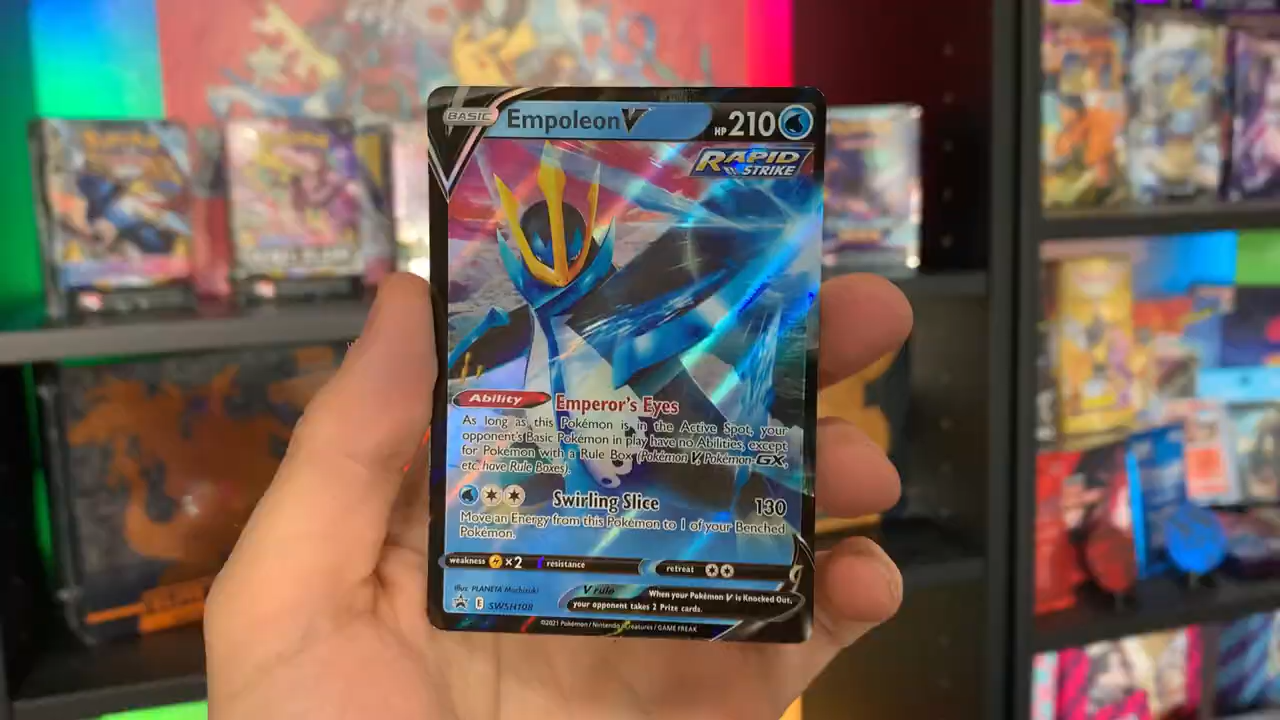 BASIC
Empoleon V
HP 210
RAPID
STRIKE
Ability Emperor's Eyes
As long as this Pokémon is in the Active Spot, your
opponent's Basic Pokémon in play have no Abilities, except
for Pokémon with a Rule Box (Pokémon V, Pokémon-GX,
etc. have Rule Boxes).
Swirling Slice 130
Move an Energy from this Pokémon to 1 of your Benched
Pokémon.
weakness ×2 resistance retreat
Illus. PLANETA Mochizuki
V rule When your Pokémon V is Knocked Out,
your opponent takes 2 Prize cards.
E SWSH108
©2021 Pokémon / Nintendo / Creatures / GAME FREAK